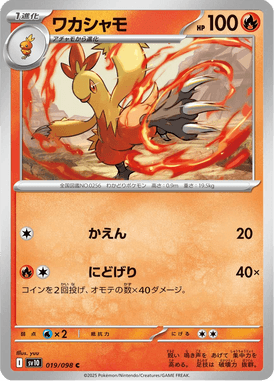 1進化
ワカシャモ
HP 100
アチャモから進化
全国図鑑NO.0256 わかどりポケモン 高さ:0.9m 重さ:19.5kg
かえん 20
にどげり 40×
コインを2回投げ、オモテの数×40ダメージ。
弱点 ×2 抵抗力 にげる
Illus. yuu
SV10 019/098 C
©2025 Pokémon/Nintendo/Creatures/GAME FREAK.